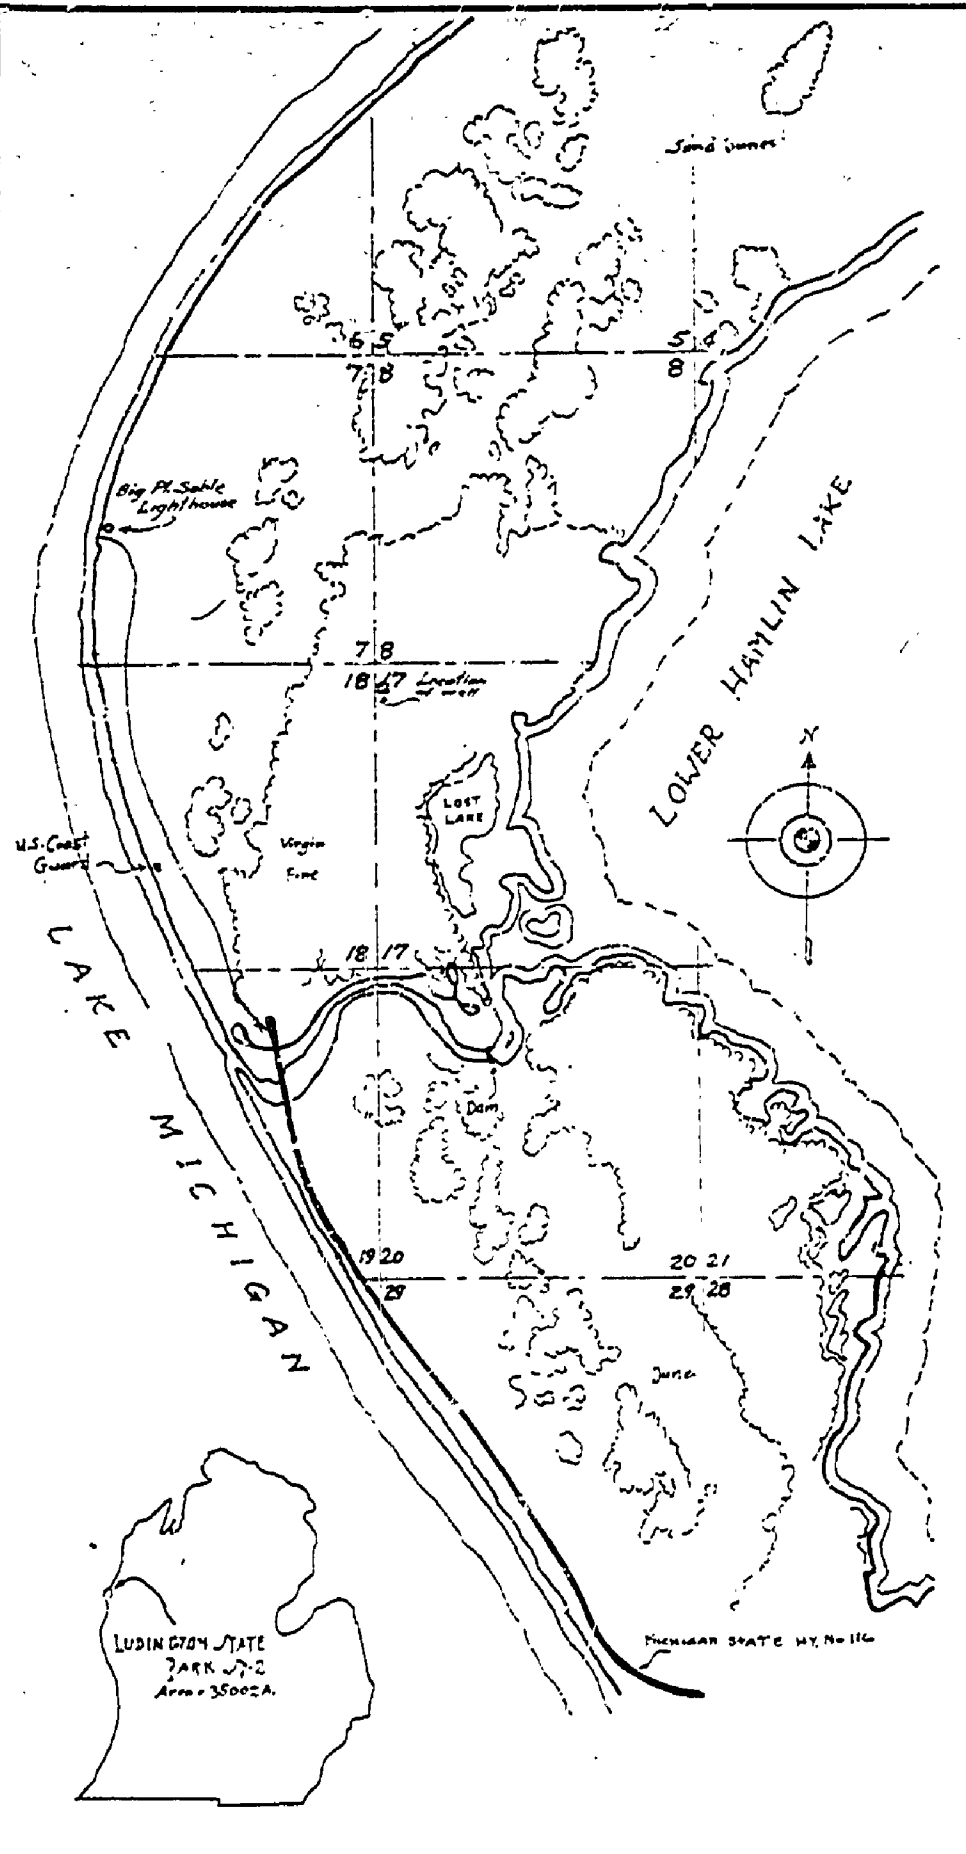 Sand Dunes
6 5
7 8
5 4
8
Big Pt. Sable
Lighthouse
LOWER HAMLIN LAKE
7 8
18 17
Location
of well
N
LOST
LAKE
U.S. Coast
Guard
Virgin
Pine
18 17
LAKE MICHIGAN
Dam
19 20
29
20 21
29 28
Dune
LUDINGTON STATE
PARK
Area - 3500± A.
MICHIGAN STATE HY. No 116